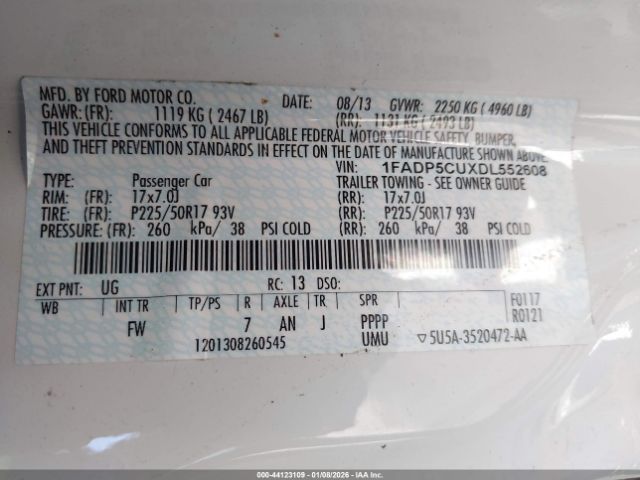 MFD. BY FORD MOTOR CO. DATE: 08/13 GVWR: 2250 KG ( 4960 LB)
GAWR: (FR): 1119 KG ( 2467 LB) (RR): 1131 KG ( 2493 LB)
THIS VEHICLE CONFORMS TO ALL APPLICABLE FEDERAL MOTOR VEHICLE SAFETY, BUMPER,
AND THEFT PREVENTION STANDARDS IN EFFECT ON THE DATE OF MANUFACTURE SHOWN ABOVE.
VIN: 1FADP5CUXDL552608
TYPE: Passenger Car TRAILER TOWING - SEE OWNER GUIDE
RIM: (FR): 17x7.0J (RR): 17x7.0J
TIRE: (FR): P225/50R17 93V (RR): P225/50R17 93V
PRESSURE: (FR): 260 kPa/ 38 PSI COLD (RR): 260 kPa/ 38 PSI COLD
EXT PNT: UG RC: 13 DSO:
WB INT TR TP/PS R AXLE TR SPR F0117
R0121
FW 7 AN J PPPP
1201308260545 UMU ▽5U5A-3520472-AA
000-44123109 - 01/08/2026 - IAA, Inc.